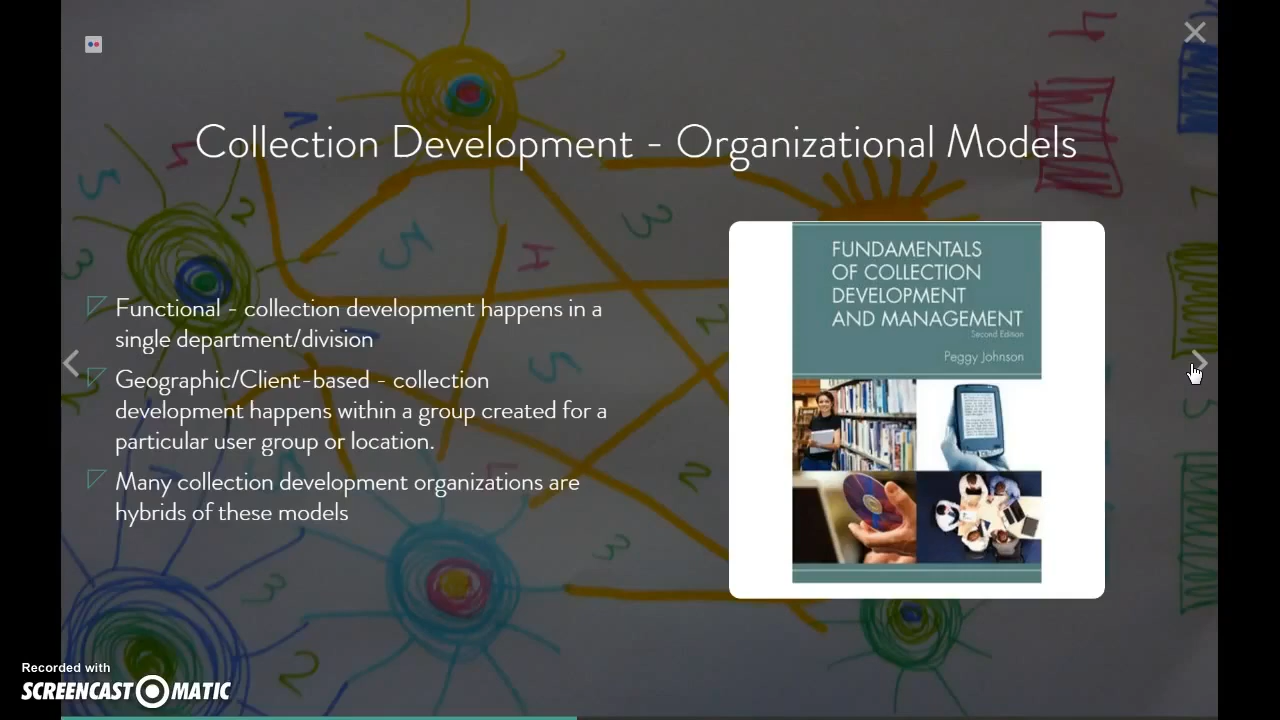 Collection Development - Organizational Models
Functional - collection development happens in a
single department/division
Geographic/Client-based - collection
development happens within a group created for a
particular user group or location.
Many collection development organizations are
hybrids of these models
FUNDAMENTALS
OF COLLECTION
DEVELOPMENT
AND MANAGEMENT
Second Edition
Peggy Johnson
Recorded with
SCREENCAST-O-MATIC